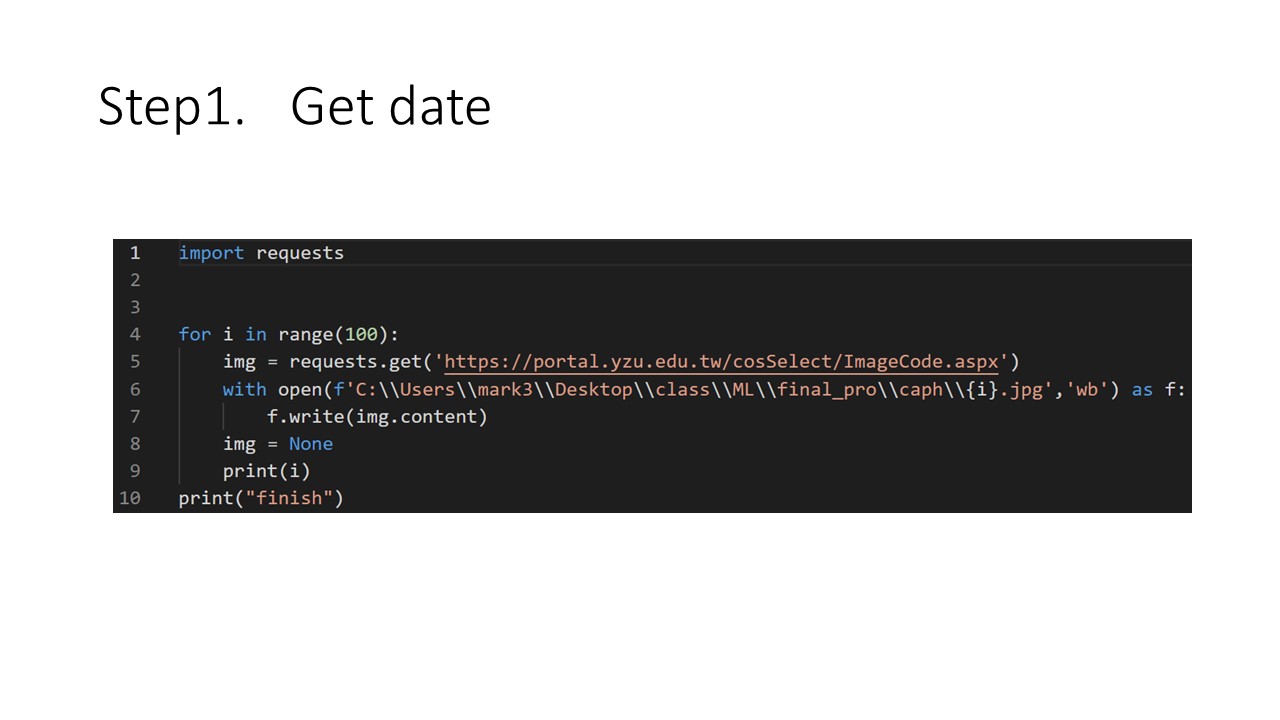 Step1. Get date
1 import requests
2
3
4 for i in range(100):
5     img = requests.get('https://portal.yzu.edu.tw/cosSelect/ImageCode.aspx')
6     with open(f'C:\\Users\\mark3\\Desktop\\class\\ML\\final_pro\\caph\\{i}.jpg','wb') as f:
7         f.write(img.content)
8     img = None
9     print(i)
10 print("finish")